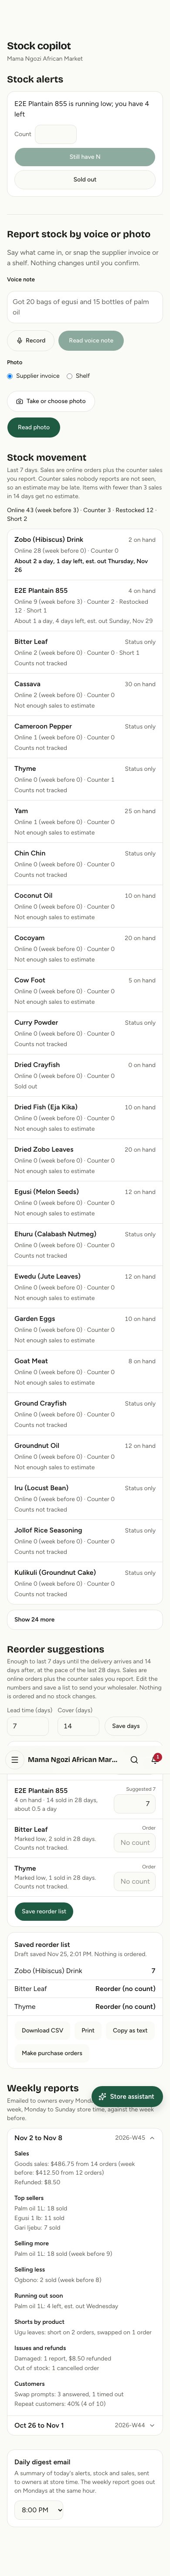 Stock copilot
Mama Ngozi African Market
Stock alerts
E2E Plantain 855 is running low; you have 4
left
Count
Still have N
Sold out
Report stock by voice or photo
Say what came in, or snap the supplier invoice or
a shelf. Nothing changes until you confirm.
Voice note
Got 20 bags of egusi and 15 bottles of palm
oil
Record
Read voice note
Photo
Supplier invoice
Shelf
Take or choose photo
Read photo
Stock movement
Last 7 days. Sales are online orders plus the counter sales
you report. Counter sales nobody reports are not seen,
so an estimate may be late. Items with fewer than 3 sales
in 14 days get no estimate.
Online 43 (week before 3) · Counter 3 · Restocked 12 ·
Short 2
Zobo (Hibiscus) Drink
2 on hand
Online 28 (week before 0) · Counter 0
About 2 a day, 1 day left, est. out Thursday, Nov
26
E2E Plantain 855
4 on hand
Online 9 (week before 3) · Counter 2 · Restocked
12 · Short 1
About 1 a day, 4 days left, est. out Sunday, Nov 29
Bitter Leaf
Status only
Online 2 (week before 0) · Counter 0 · Short 1
Counts not tracked
Cassava
30 on hand
Online 2 (week before 0) · Counter 0
Not enough sales to estimate
Cameroon Pepper
Status only
Online 1 (week before 0) · Counter 0
Counts not tracked
Thyme
Status only
Online 0 (week before 0) · Counter 1
Counts not tracked
Yam
25 on hand
Online 1 (week before 0) · Counter 0
Not enough sales to estimate
Chin Chin
Status only
Online 0 (week before 0) · Counter 0
Counts not tracked
Coconut Oil
10 on hand
Online 0 (week before 0) · Counter 0
Not enough sales to estimate
Cocoyam
20 on hand
Online 0 (week before 0) · Counter 0
Not enough sales to estimate
Cow Foot
5 on hand
Online 0 (week before 0) · Counter 0
Not enough sales to estimate
Curry Powder
Status only
Online 0 (week before 0) · Counter 0
Counts not tracked
Dried Crayfish
0 on hand
Online 0 (week before 0) · Counter 0
Sold out
Dried Fish (Eja Kika)
10 on hand
Online 0 (week before 0) · Counter 0
Not enough sales to estimate
Dried Zobo Leaves
20 on hand
Online 0 (week before 0) · Counter 0
Not enough sales to estimate
Egusi (Melon Seeds)
12 on hand
Online 0 (week before 0) · Counter 0
Not enough sales to estimate
Ehuru (Calabash Nutmeg)
Status only
Online 0 (week before 0) · Counter 0
Counts not tracked
Ewedu (Jute Leaves)
12 on hand
Online 0 (week before 0) · Counter 0
Not enough sales to estimate
Garden Eggs
10 on hand
Online 0 (week before 0) · Counter 0
Not enough sales to estimate
Goat Meat
8 on hand
Online 0 (week before 0) · Counter 0
Not enough sales to estimate
Ground Crayfish
Status only
Online 0 (week before 0) · Counter 0
Counts not tracked
Groundnut Oil
12 on hand
Online 0 (week before 0) · Counter 0
Not enough sales to estimate
Iru (Locust Bean)
Status only
Online 0 (week before 0) · Counter 0
Counts not tracked
Jollof Rice Seasoning
Status only
Online 0 (week before 0) · Counter 0
Counts not tracked
Kulikuli (Groundnut Cake)
Status only
Online 0 (week before 0) · Counter 0
Counts not tracked
Show 24 more
Reorder suggestions
Enough to last 7 days until the delivery arrives and 14
days after, at the pace of the last 28 days. Sales are
online orders plus the counter sales you report. Edit the
numbers and save a list to send your wholesaler. Nothing
is ordered and no stock changes.
Lead time (days)
Cover (days)
7
14
Save days
Mama Ngozi African Mar...
1
E2E Plantain 855
Suggested 7
4 on hand · 14 sold in 28 days,
about 0.5 a day
7
Bitter Leaf
Order
Marked low, 2 sold in 28 days.
Counts not tracked.
No count
Thyme
Order
Marked low, 1 sold in 28 days.
Counts not tracked.
No count
Save reorder list
Saved reorder list
Draft saved Nov 25, 2:01 PM. Nothing is ordered.
Zobo (Hibiscus) Drink
7
Bitter Leaf
Reorder (no count)
Thyme
Reorder (no count)
Download CSV
Print
Copy as text
Make purchase orders
Weekly reports
Emailed to owners every Mond
week, Monday to Sunday store time, against the week
before.
Store assistant
Nov 2 to Nov 8
2026-W45
Sales
Goods sales: $486.75 from 14 orders (week
before: $412.50 from 12 orders)
Refunded: $8.50
Top sellers
Palm oil 1L: 18 sold
Egusi 1 lb: 11 sold
Gari Ijebu: 7 sold
Selling more
Palm oil 1L: 18 sold (week before 9)
Selling less
Ogbono: 2 sold (week before 8)
Running out soon
Palm oil 1L: 4 left, est. out Wednesday
Shorts by product
Ugu leaves: short on 2 orders, swapped on 1 order
Issues and refunds
Damaged: 1 report, $8.50 refunded
Out of stock: 1 cancelled order
Customers
Swap prompts: 3 answered, 1 timed out
Repeat customers: 40% (4 of 10)
Oct 26 to Nov 1
2026-W44
Daily digest email
A summary of today's alerts, stock and sales, sent
to owners at store time. The weekly report goes out
on Mondays at the same hour.
8:00 PM